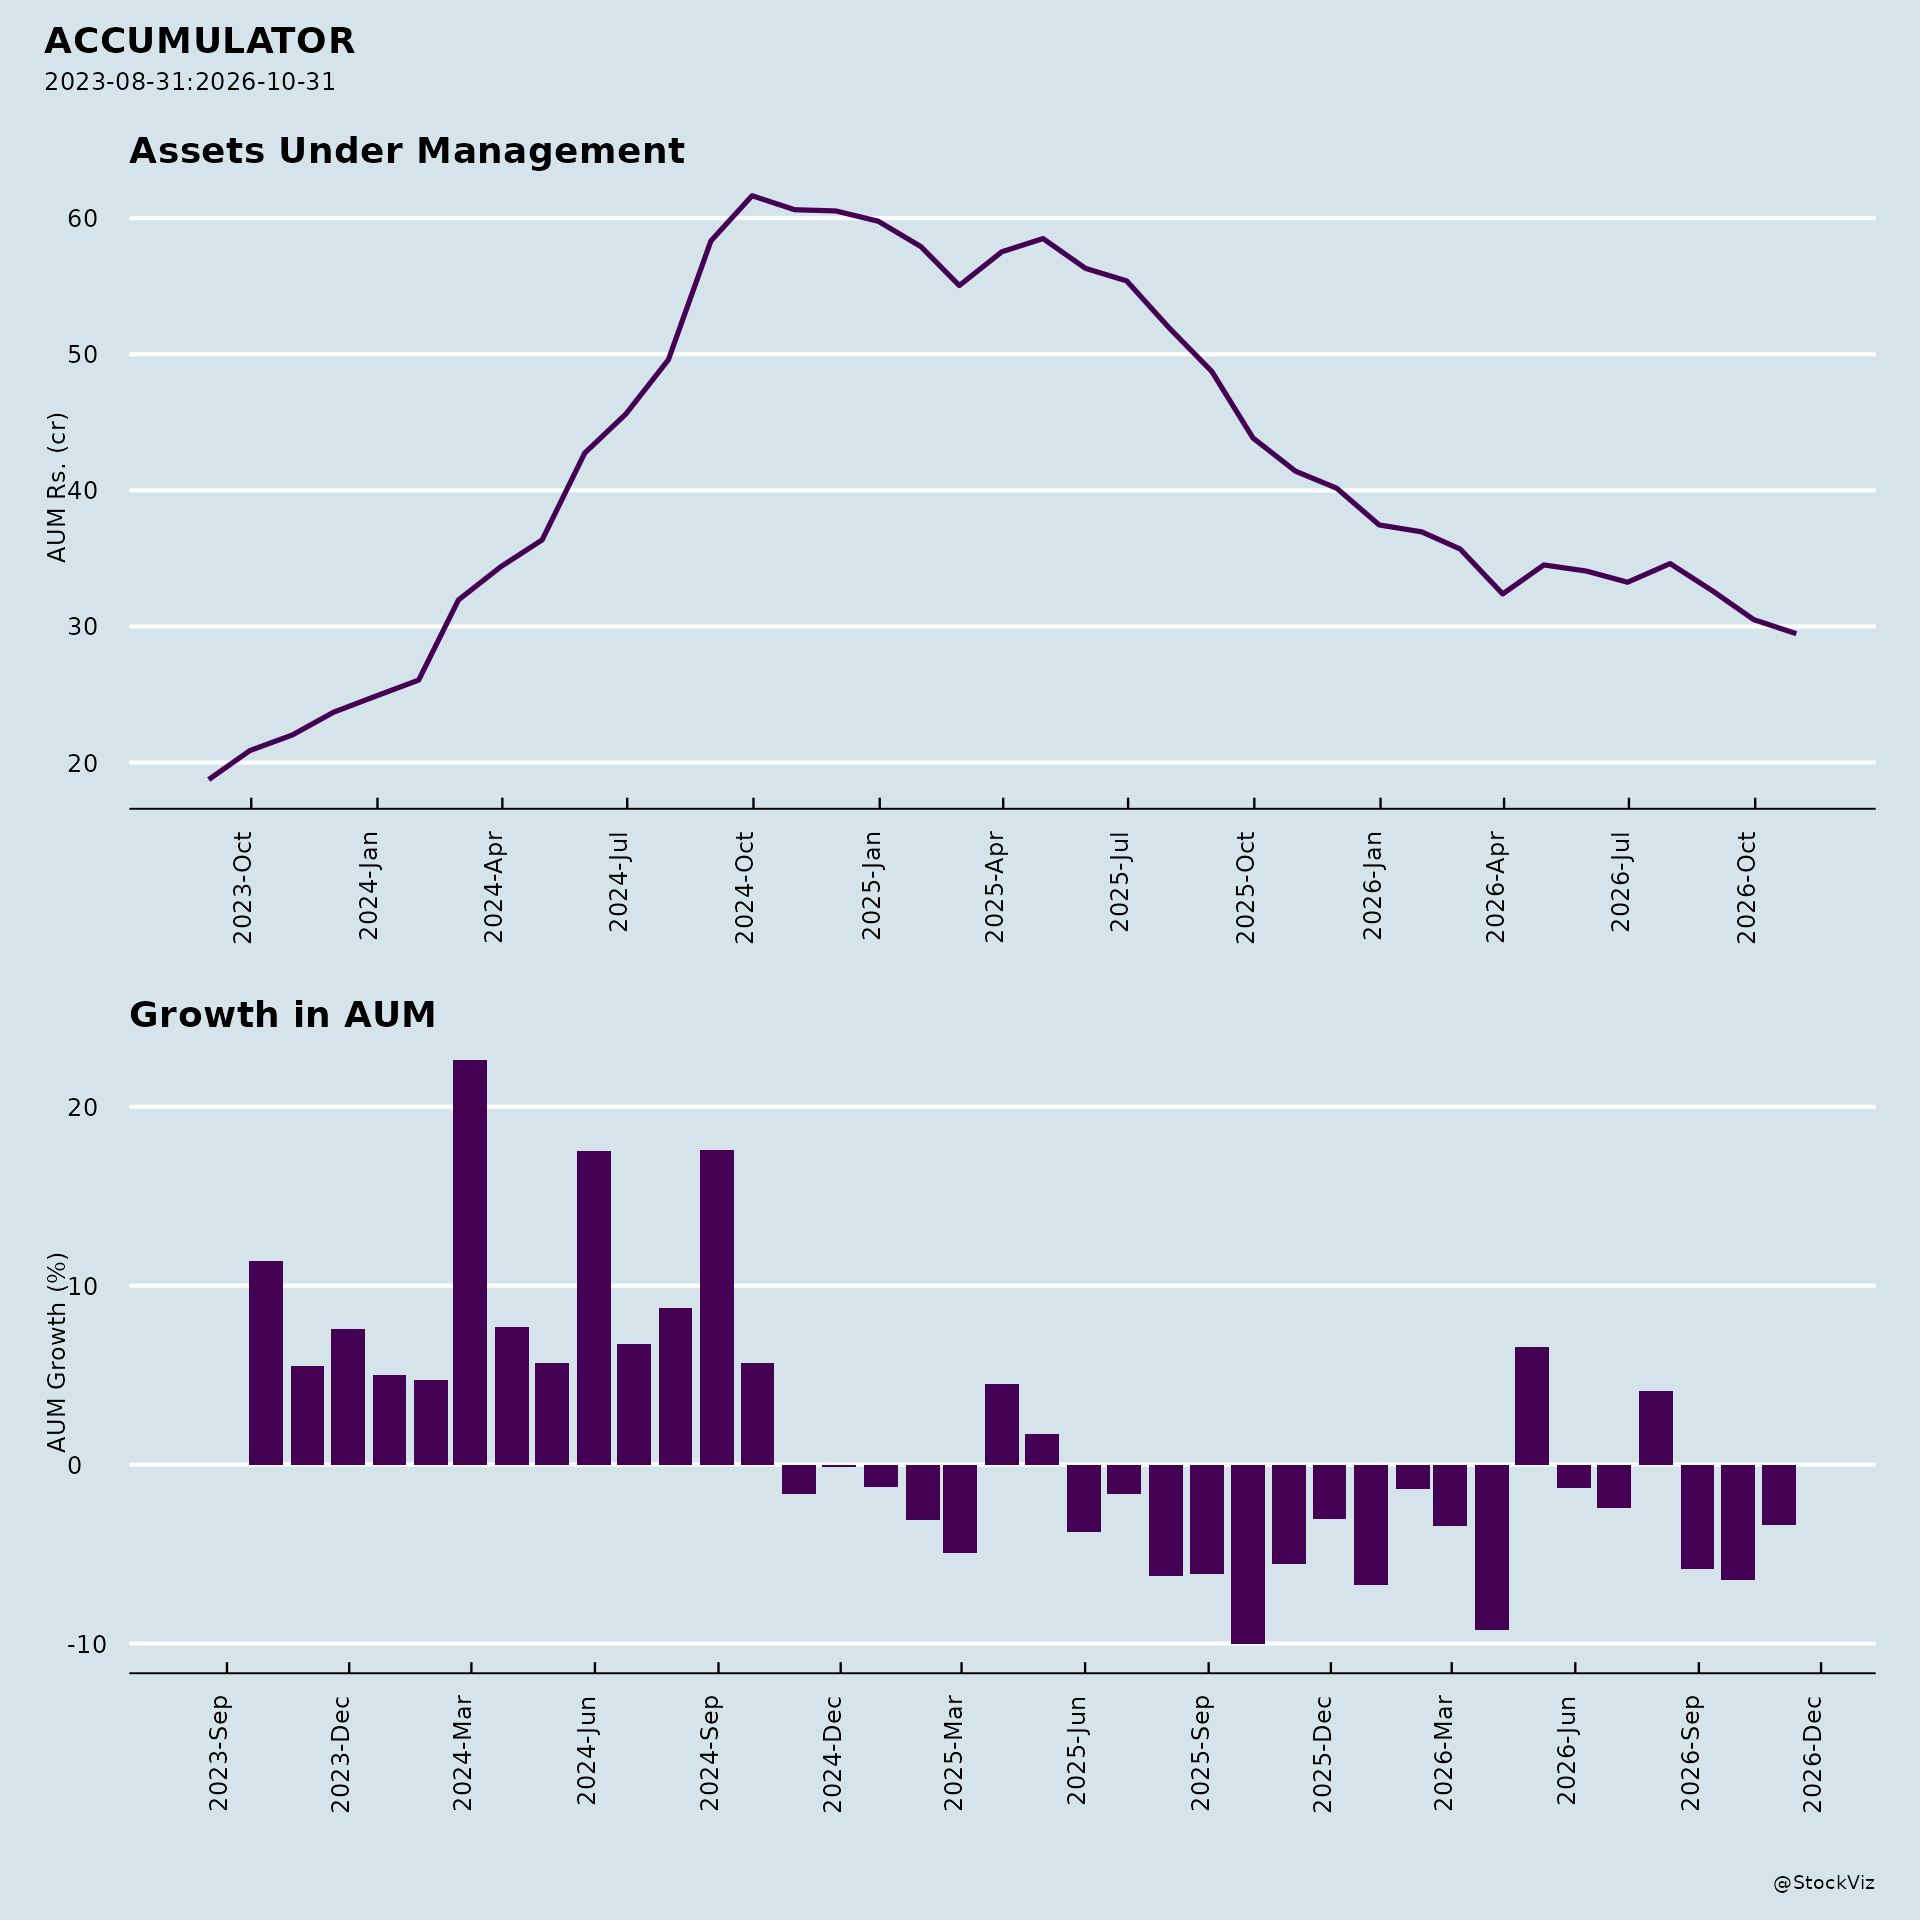 ACCUMULATOR
2023-08-31:2026-10-31
Assets Under Management
AUM Rs. (cr)
60
50
40
30
20
2023-Oct
2024-Jan
2024-Apr
2024-Jul
2024-Oct
2025-Jan
2025-Apr
2025-Jul
2025-Oct
2026-Jan
2026-Apr
2026-Jul
2026-Oct
Growth in AUM
AUM Growth (%)
20
10
0
-10
2023-Sep
2023-Dec
2024-Mar
2024-Jun
2024-Sep
2024-Dec
2025-Mar
2025-Jun
2025-Sep
2025-Dec
2026-Mar
2026-Jun
2026-Sep
2026-Dec
@StockViz